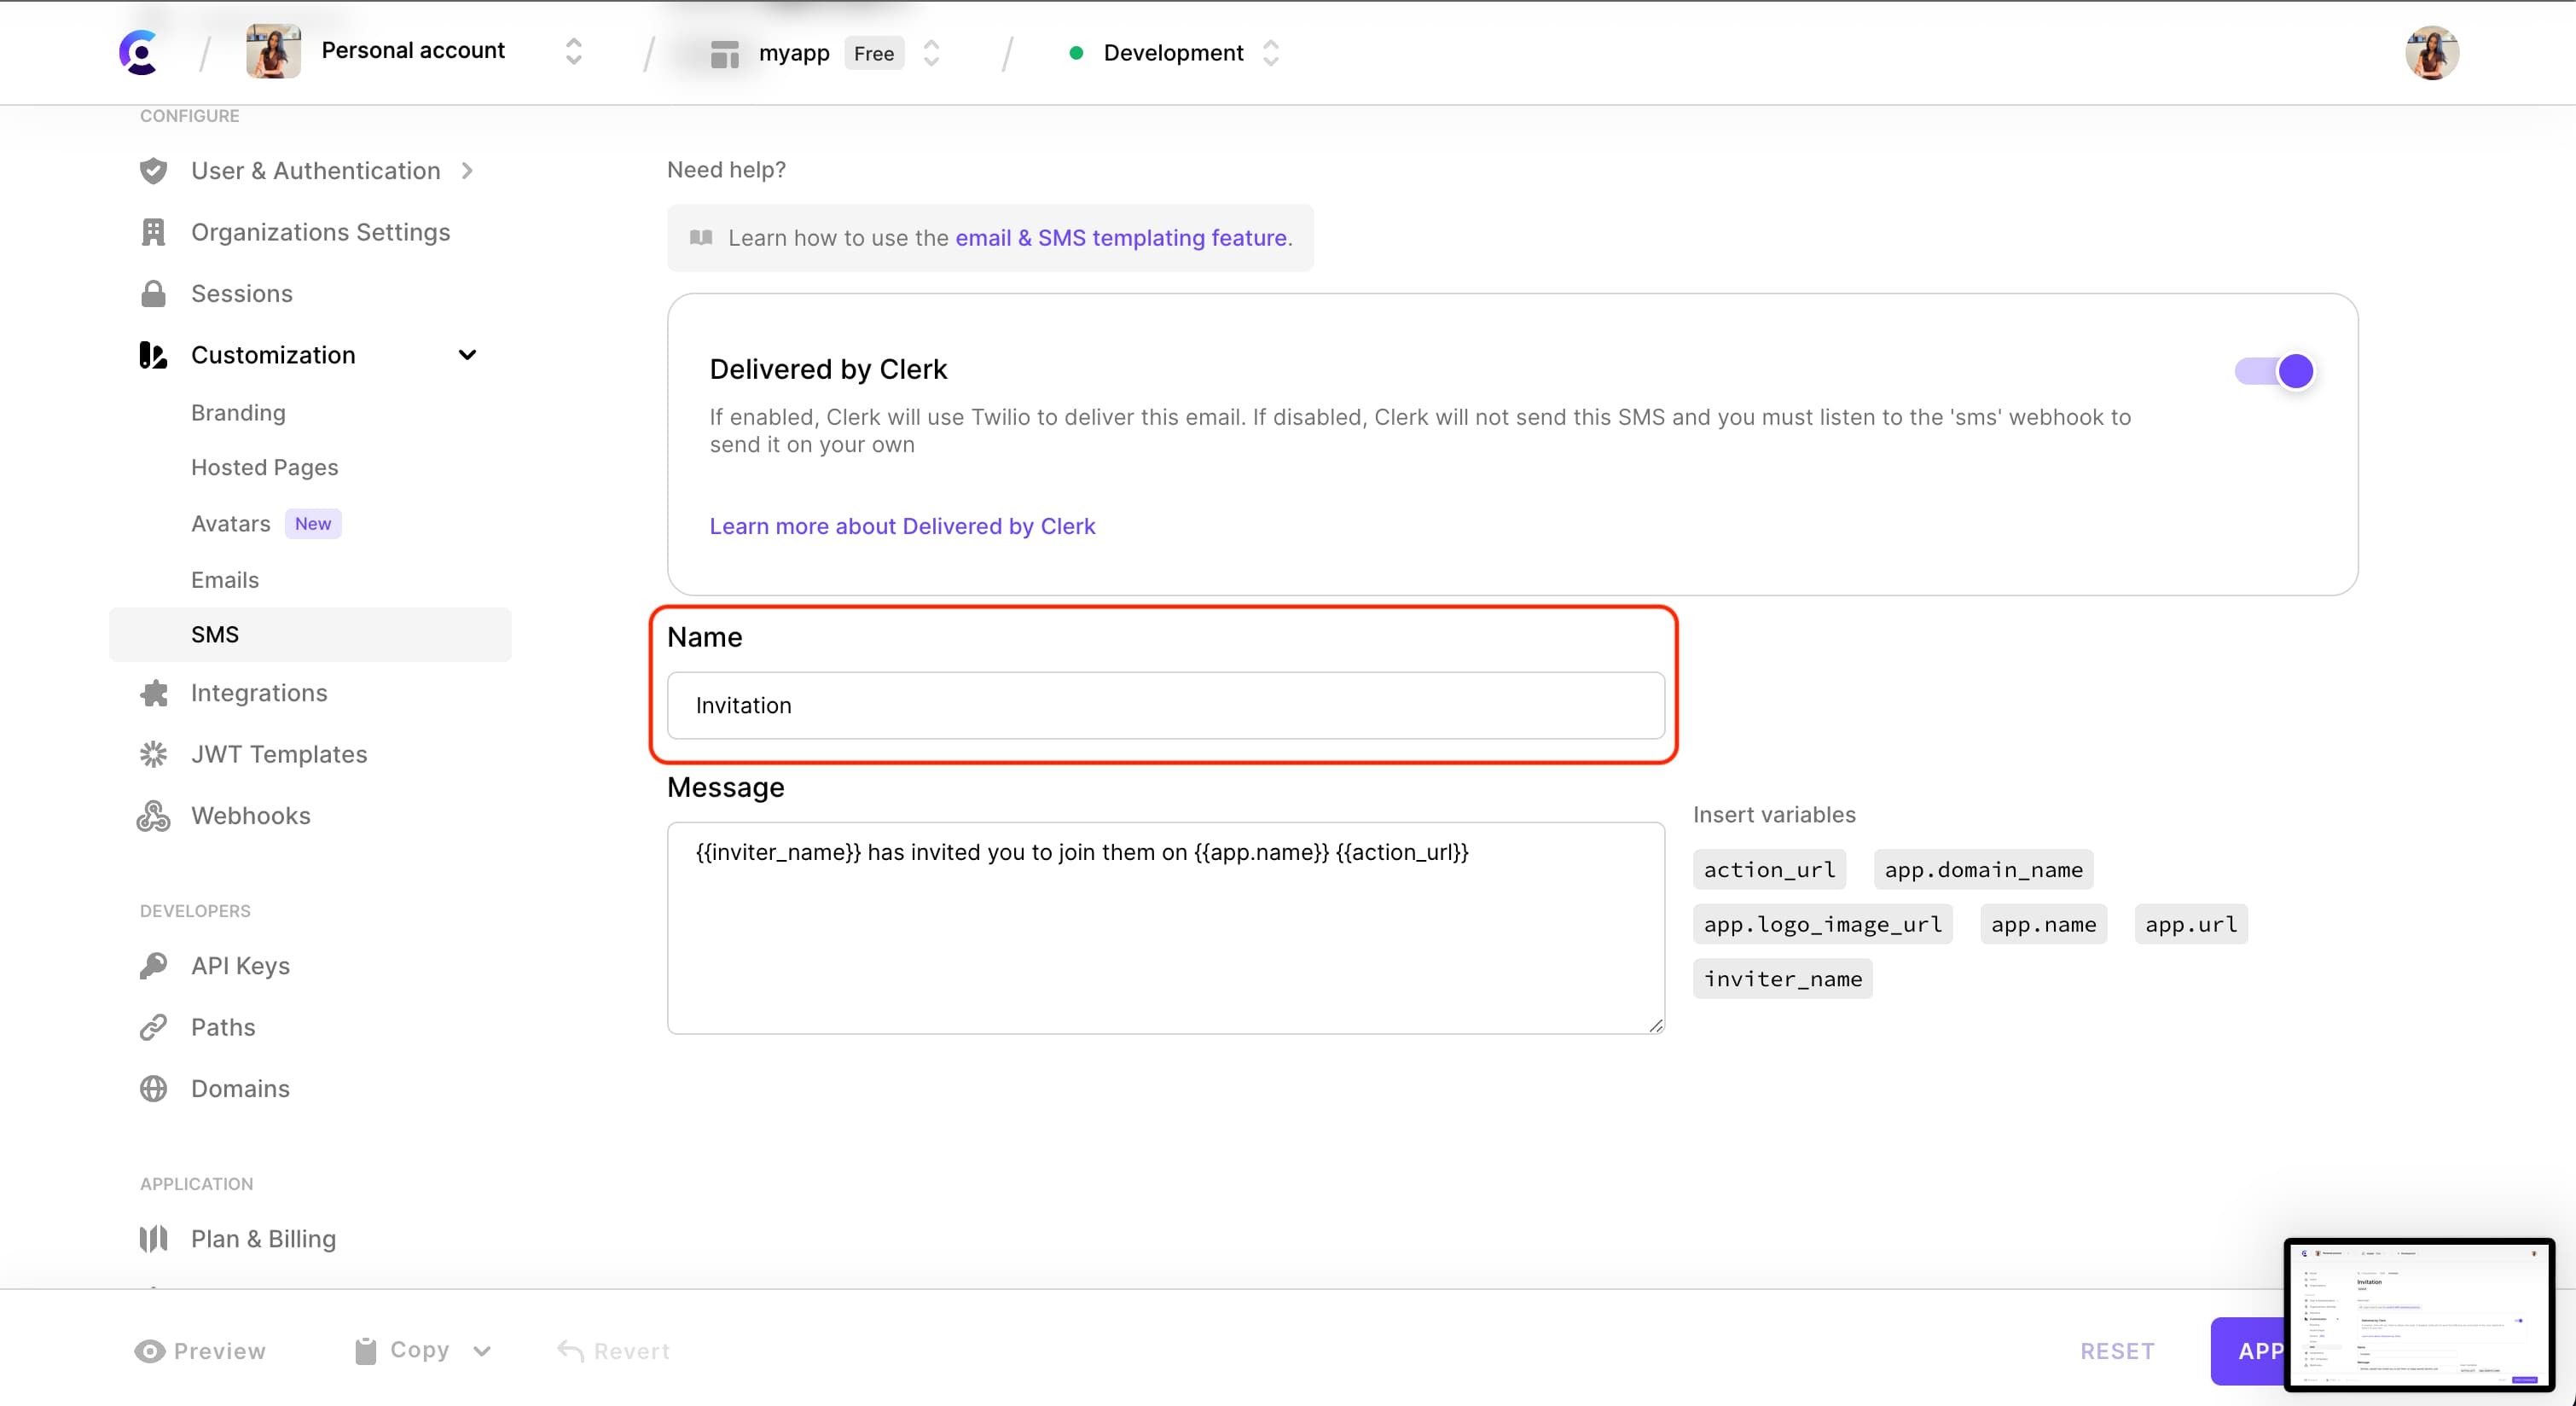 Personal account
myapp Free
Development
CONFIGURE
User & Authentication
Organizations Settings
Sessions
Customization
Branding
Hosted Pages
Avatars New
Emails
SMS
Integrations
JWT Templates
Webhooks
DEVELOPERS
API Keys
Paths
Domains
APPLICATION
Plan & Billing
Need help?
Learn how to use the email & SMS templating feature.
Delivered by Clerk
If enabled, Clerk will use Twilio to deliver this email. If disabled, Clerk will not send this SMS and you must listen to the 'sms' webhook to
send it on your own
Learn more about Delivered by Clerk
Name
Invitation
Message
{{inviter_name}} has invited you to join them on {{app.name}} {{action_url}}
Insert variables
action_url app.domain_name
app.logo_image_url app.name app.url
inviter_name
Preview Copy Revert RESET APP
Invitation